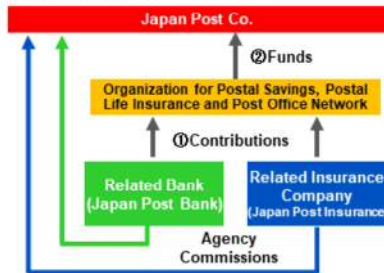 Japan Post Co.
②Funds
Organization for Postal Savings, Postal
Life Insurance and Post Office Network
①Contributions
Related Bank
(Japan Post Bank)
Related Insurance
Company
(Japan Post Insurance)
Agency
Commissions